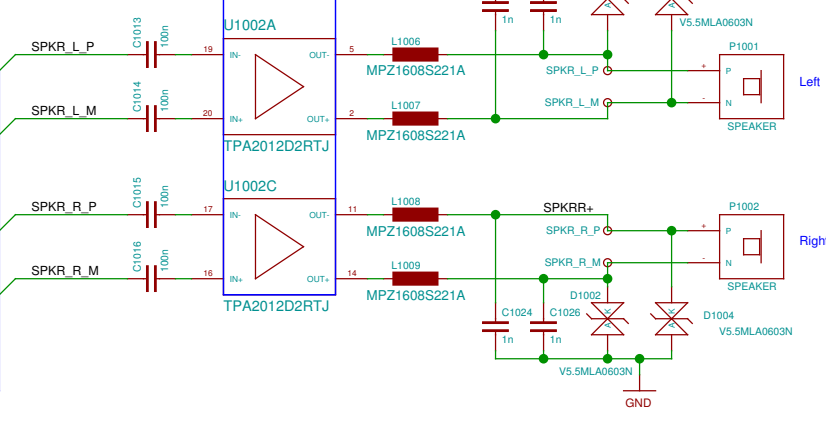 1n
1n
V5.5MLA0603N
U1002A
C1013
100n
SPKR_L_P
19
IN-
OUT-
5
L1006
MPZ1608S221A
SPKR_L_P
P1001
+
P
Left
C1014
100n
SPKR_L_M
20
IN+
OUT+
2
L1007
MPZ1608S221A
SPKR_L_M
-
N
SPEAKER
TPA2012D2RTJ
U1002C
C1015
100n
SPKR_R_P
17
IN-
OUT-
11
L1008
MPZ1608S221A
SPKRR+
SPKR_R_P
P1002
+
P
Right
C1016
100n
SPKR_R_M
16
IN+
OUT+
14
L1009
MPZ1608S221A
SPKR_R_M
-
N
SPEAKER
TPA2012D2RTJ
C1024
1n
C1026
1n
D1002
A
K
V5.5MLA0603N
A
K
D1004
V5.5MLA0603N
GND